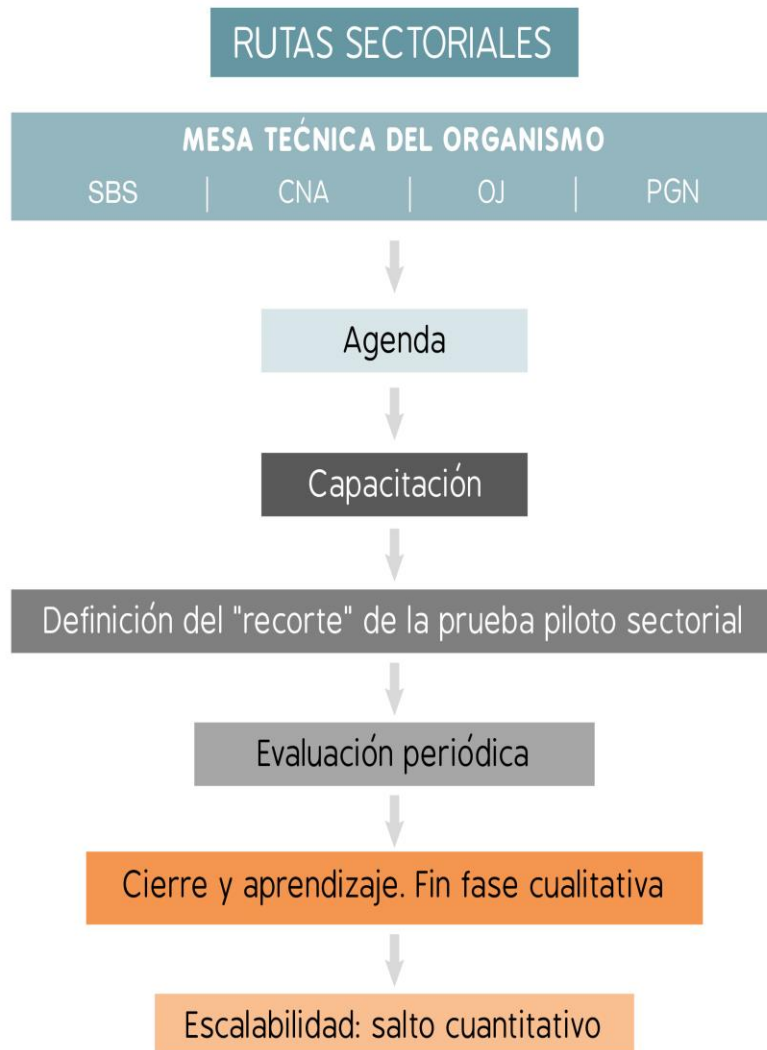 RUTAS SECTORIALES
MESA TEĆNICA DEL ORGANISMO
SBS | CNA | OJ | PGN
Agenda
Capacitación
Definición del "recorte" de la prueba piloto sectorial
Evaluación periódica
Cierre y aprendizaje. Fin fase cualitativa
Escalabilidad: salto cuantitativo